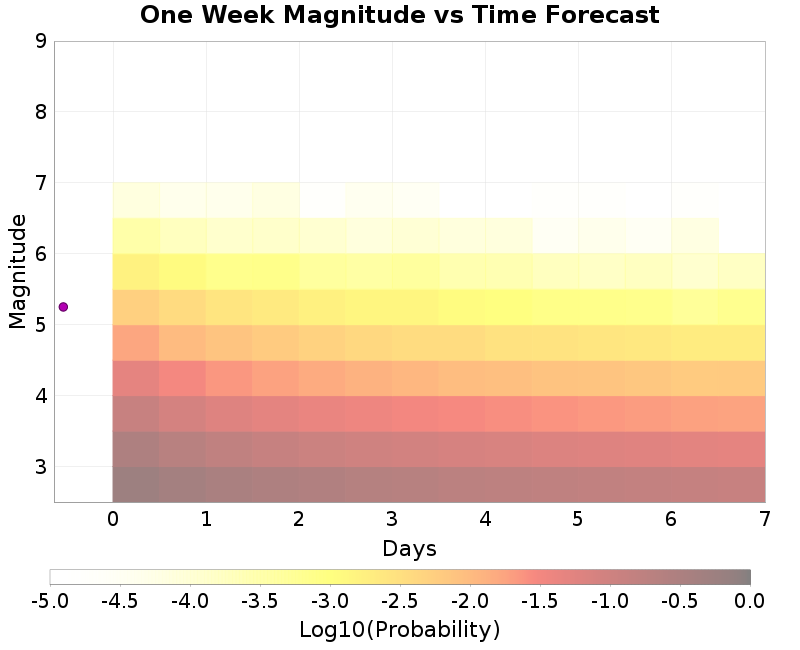 One Week Magnitude vs Time Forecast
9
8
7
6
5
4
3
Magnitude
0 1 2 3 4 5 6 7
Days
-5.0 -4.5 -4.0 -3.5 -3.0 -2.5 -2.0 -1.5 -1.0 -0.5 0.0
Log10(Probability)